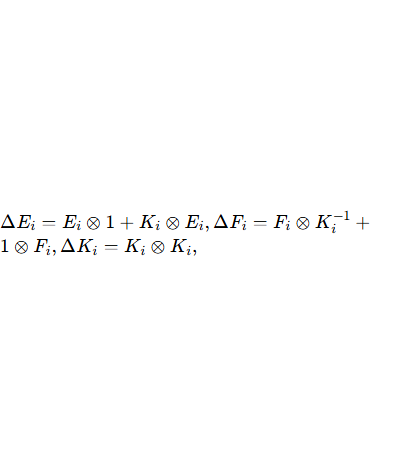 ΔE_i = E_i ⊗ 1 + K_i ⊗ E_i, ΔF_i = F_i ⊗ K_i^{-1} +
1 ⊗ F_i, ΔK_i = K_i ⊗ K_i,